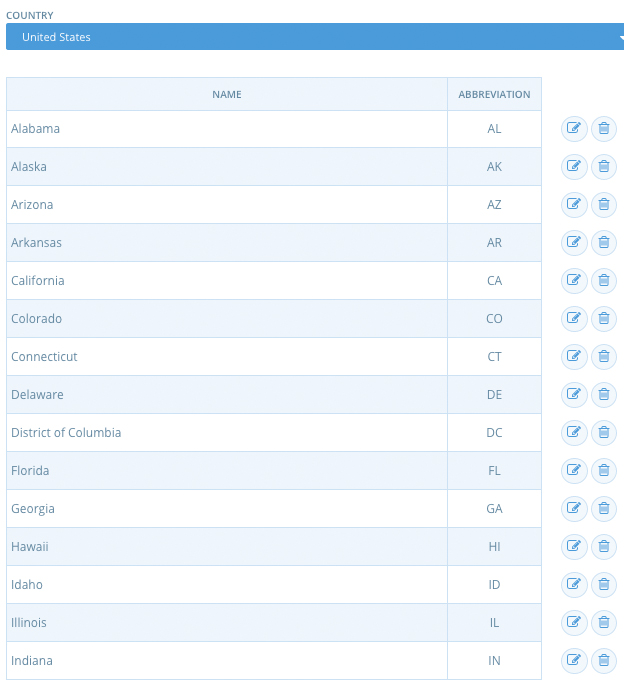 COUNTRY
United States
NAME ABBREVIATION
Alabama AL
Alaska AK
Arizona AZ
Arkansas AR
California CA
Colorado CO
Connecticut CT
Delaware DE
District of Columbia DC
Florida FL
Georgia GA
Hawaii HI
Idaho ID
Illinois IL
Indiana IN